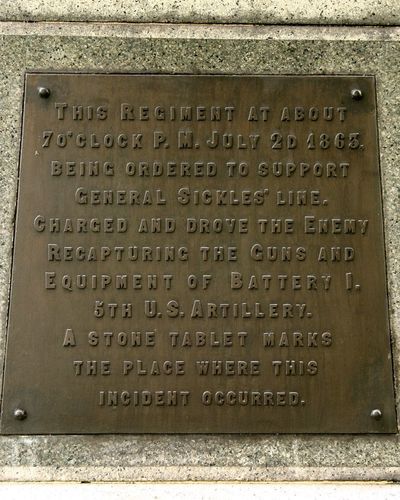 THIS REGIMENT AT ABOUT
7 O'CLOCK P. M. JULY 2D 1863.
BEING ORDERED TO SUPPORT
GENERAL SICKLES' LINE.
CHARGED AND DROVE THE ENEMY
RECAPTURING THE GUNS AND
EQUIPMENT OF BATTERY I.
5TH U.S. ARTILLERY.
A STONE TABLET MARKS
THE PLACE WHERE THIS
INCIDENT OCCURRED.